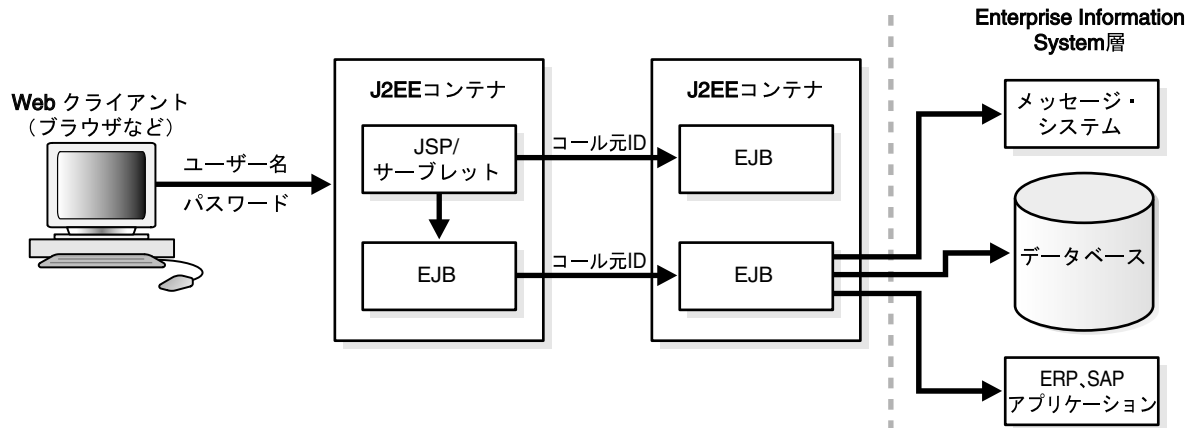 Web クライアント
（ブラウザなど）
ユーザー名
パスワード
J2EEコンテナ
JSP/
サーブレット
EJB
コール元ID
コール元ID
J2EEコンテナ
EJB
EJB
Enterprise Information
System層
メッセージ・
システム
データベース
ERP、SAP
アプリケーション